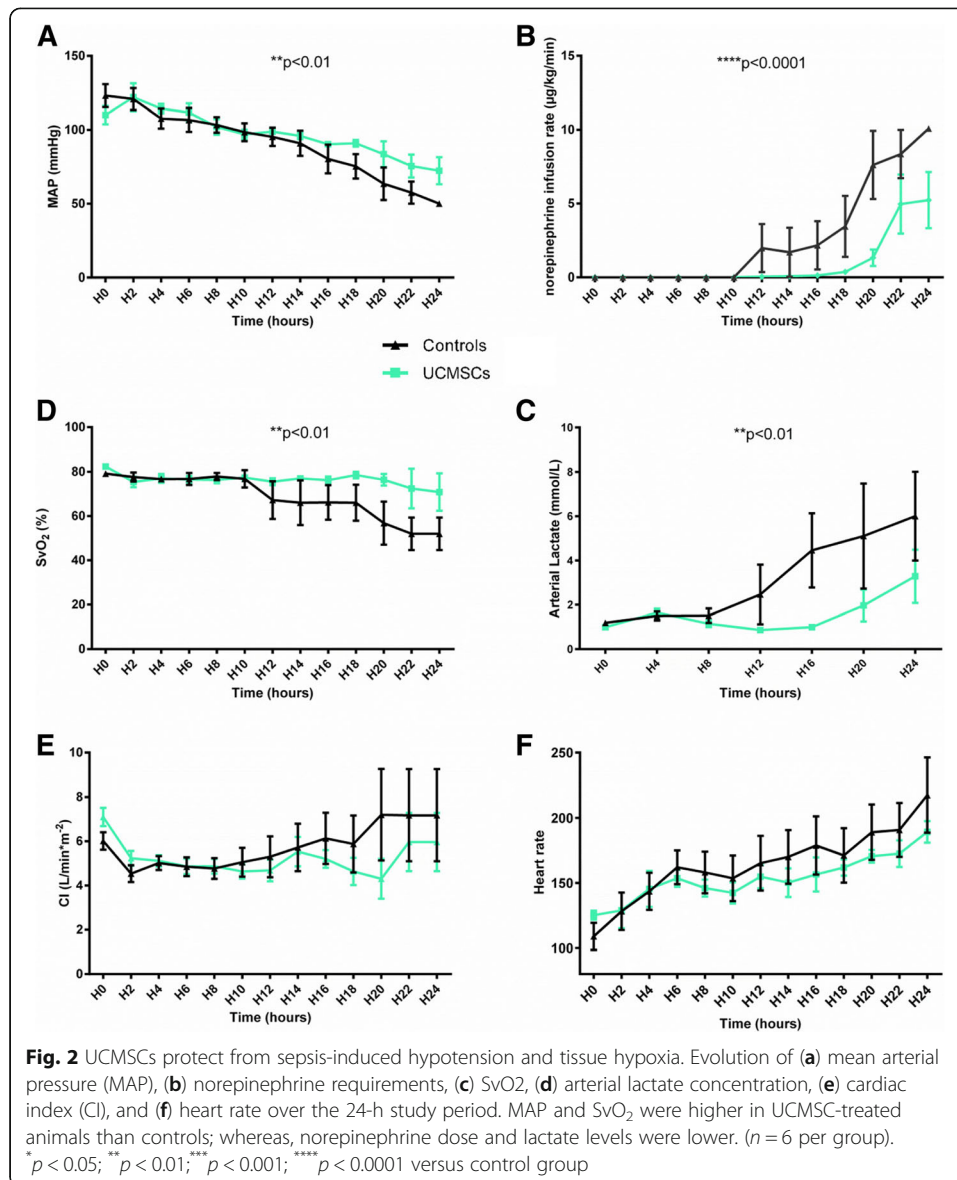 A
**p<0.01
MAP (mmHg)
150
100
50
0
H0 H2 H4 H6 H8 H10 H12 H14 H16 H18 H20 H22 H24
Time (hours)
B
****p<0.0001
norepinephrine infusion rate (µg/kg/min)
15
10
5
0
H0 H2 H4 H6 H8 H10 H12 H14 H16 H18 H20 H22 H24
Time (hours)
Controls
UCMSCs
D
**p<0.01
SvO2 (%)
100
80
60
40
20
0
H0 H2 H4 H6 H8 H10 H12 H14 H16 H18 H20 H22 H24
Time (hours)
C
**p<0.01
Arterial Lactate (mmol/L)
10
8
6
4
2
0
H0 H4 H8 H12 H16 H20 H24
Time (hours)
E
CI (L/min*m-2)
10
8
6
4
2
0
H0 H2 H4 H6 H8 H10 H12 H14 H16 H18 H20 H22 H24
Time (hours)
F
Heart rate
250
200
150
100
H0 H2 H4 H6 H8 H10 H12 H14 H16 H18 H20 H22 H24
Time (hours)
Fig. 2 UCMSCs protect from sepsis-induced hypotension and tissue hypoxia. Evolution of (a) mean arterial
pressure (MAP), (b) norepinephrine requirements, (c) SvO2, (d) arterial lactate concentration, (e) cardiac
index (CI), and (f) heart rate over the 24-h study period. MAP and SvO2 were higher in UCMSC-treated
animals than controls; whereas, norepinephrine dose and lactate levels were lower. (n = 6 per group).
*p < 0.05; **p < 0.01;***p < 0.001; ****p < 0.0001 versus control group